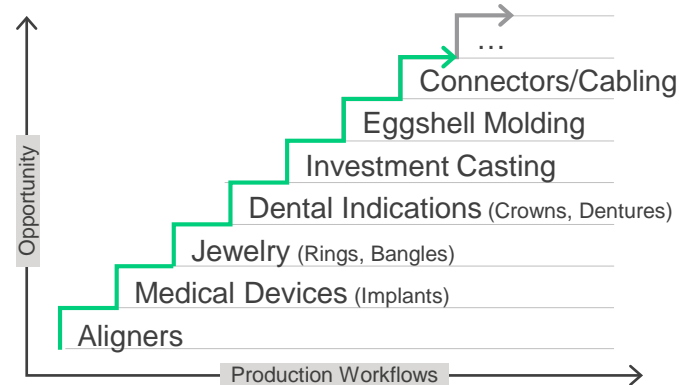 ...
Connectors/Cabling
Eggshell Molding
Investment Casting
Dental Indications (Crowns, Dentures)
Jewelry (Rings, Bangles)
Medical Devices (Implants)
Aligners
Opportunity
Production Workflows